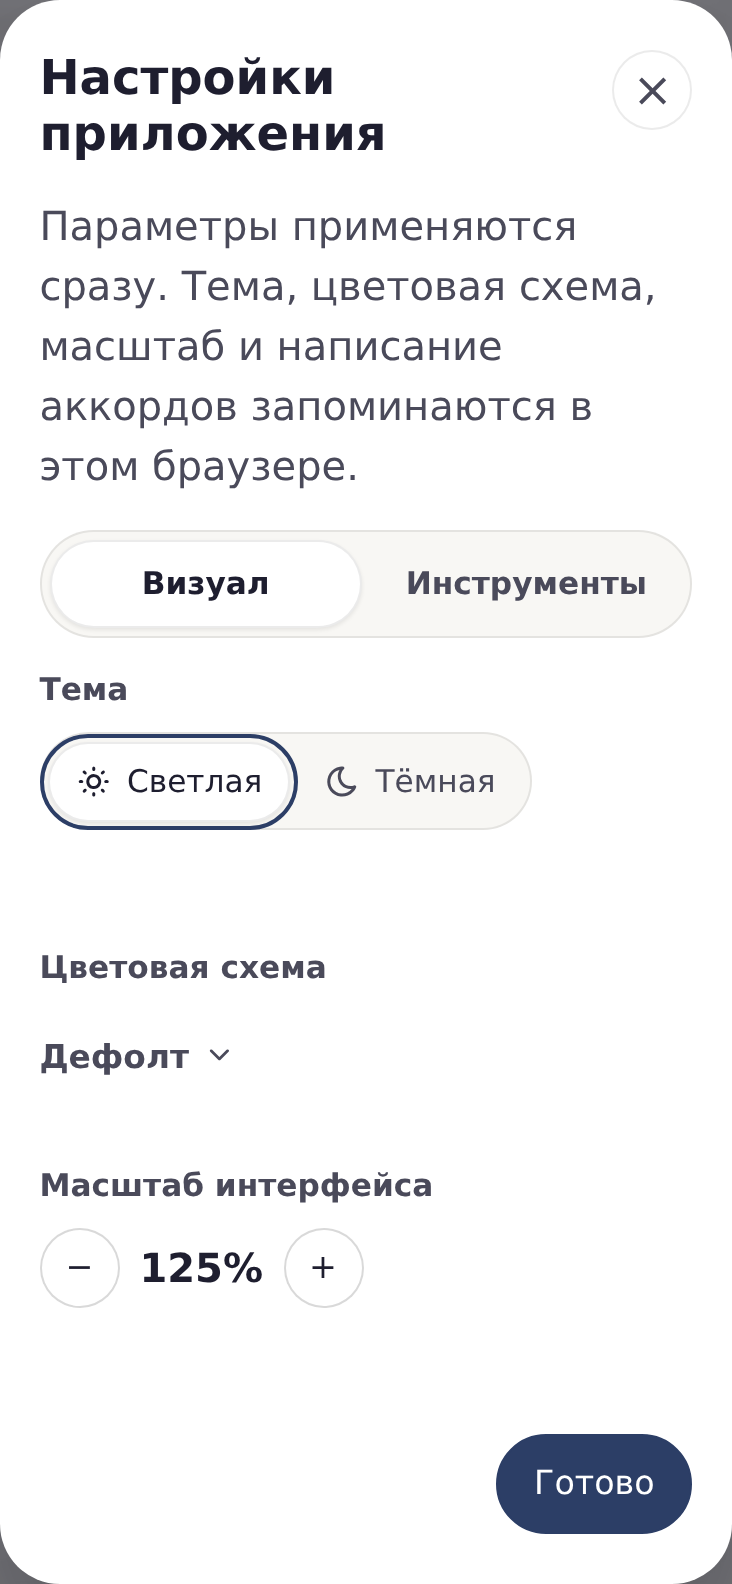 Настройки
приложения
Параметры применяются
сразу. Тема, цветовая схема,
масштаб и написание
аккордов запоминаются в
этом браузере.
Визуал
Инструменты
Тема
Светлая
Тёмная
Цветовая схема
Дефолт
Масштаб интерфейса
− 125% +
Готово